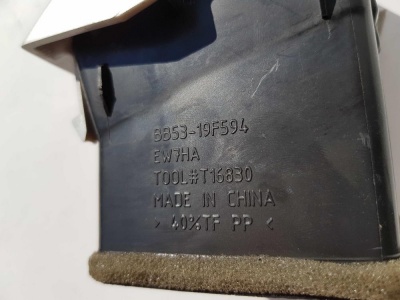 BB53-19F594
EW7HA
TOOL#T16830
MADE IN CHINA
> 40%TF PP <